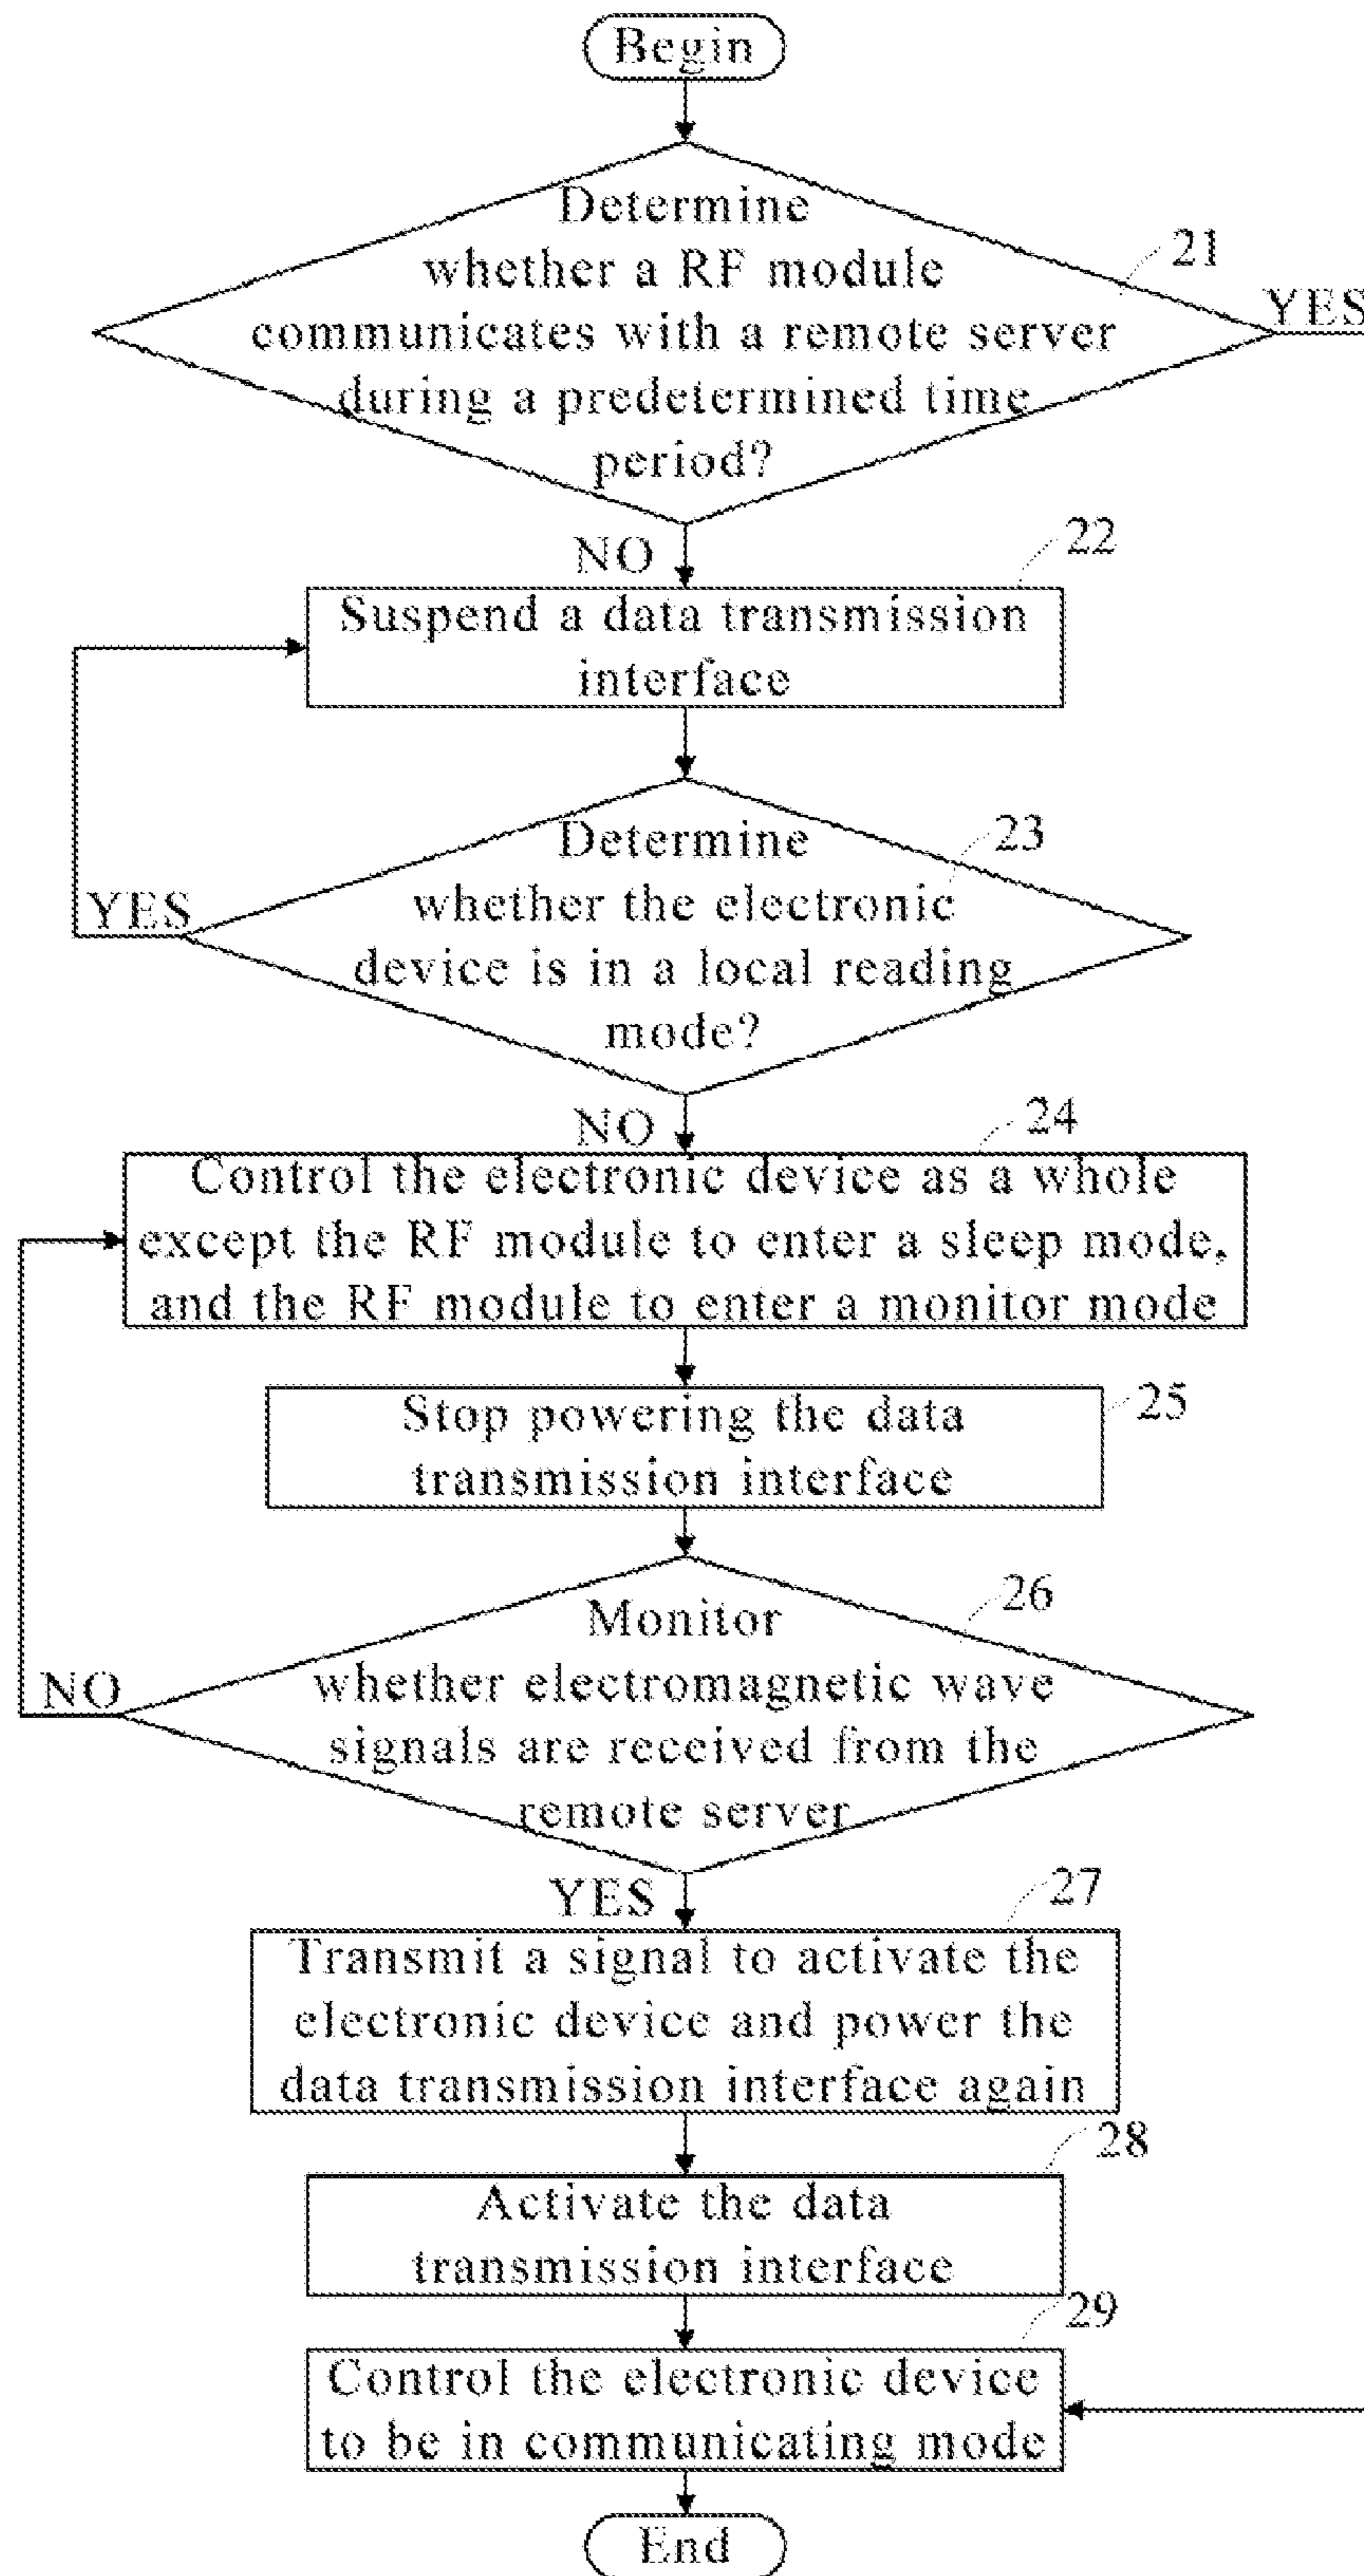 Begin
Determine
whether a RF module
communicates with a remote server
during a predetermined time
period?
21
YES
NO
22
Suspend a data transmission
interface
23
Determine
whether the electronic
device is in a local reading
mode?
YES
NO
24
Control the electronic device as a whole
except the RF module to enter a sleep mode,
and the RF module to enter a monitor mode
25
Stop powering the data
transmission interface
26
Monitor
whether electromagnetic wave
signals are received from the
remote server
NO
YES
27
Transmit a signal to activate the
electronic device and power the
data transmission interface again
28
Activate the data
transmission interface
29
Control the electronic device
to be in communicating mode
End